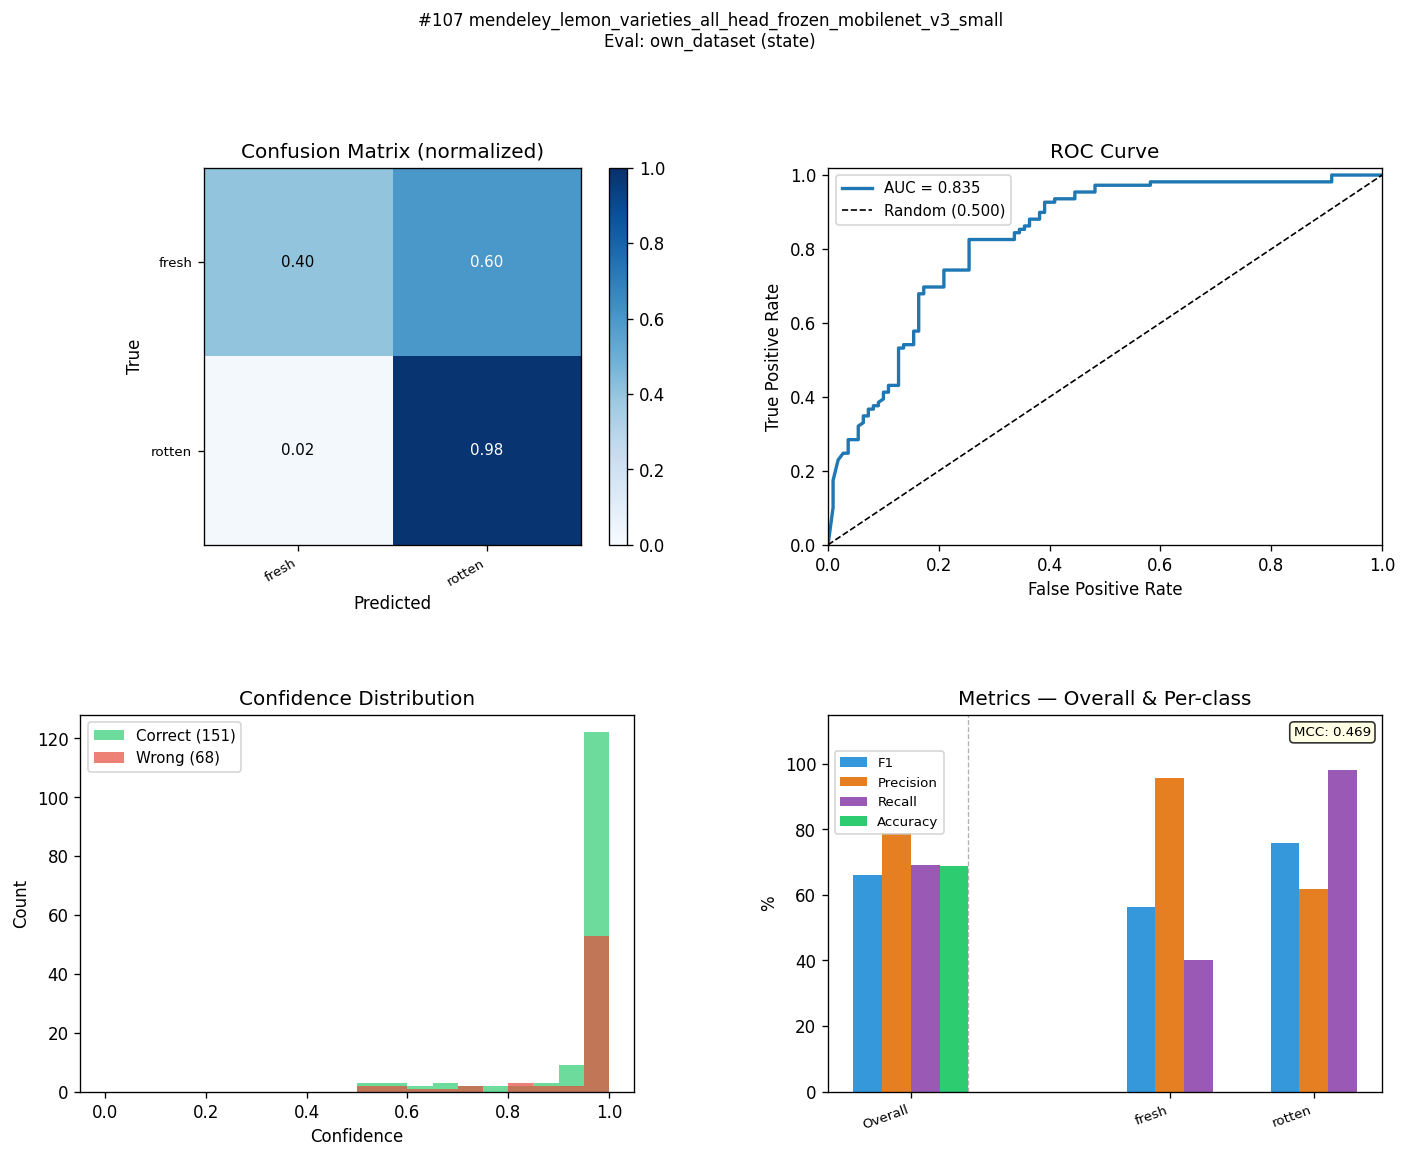 #107 mendeley_lemon_varieties_all_head_frozen_mobilenet_v3_small
Eval: own_dataset (state)
Confusion Matrix (normalized)
True
fresh
rotten
0.40
0.60
0.02
0.98
fresh
rotten
Predicted
1.0
0.8
0.6
0.4
0.2
0.0
ROC Curve
AUC = 0.835
Random (0.500)
True Positive Rate
1.0
0.8
0.6
0.4
0.2
0.0
0.0
0.2
0.4
0.6
0.8
1.0
False Positive Rate
Confidence Distribution
Correct (151)
Wrong (68)
Count
120
100
80
60
40
20
0
0.0
0.2
0.4
0.6
0.8
1.0
Confidence
Metrics — Overall & Per-class
MCC: 0.469
F1
Precision
Recall
Accuracy
%
100
80
60
40
20
0
Overall
fresh
rotten